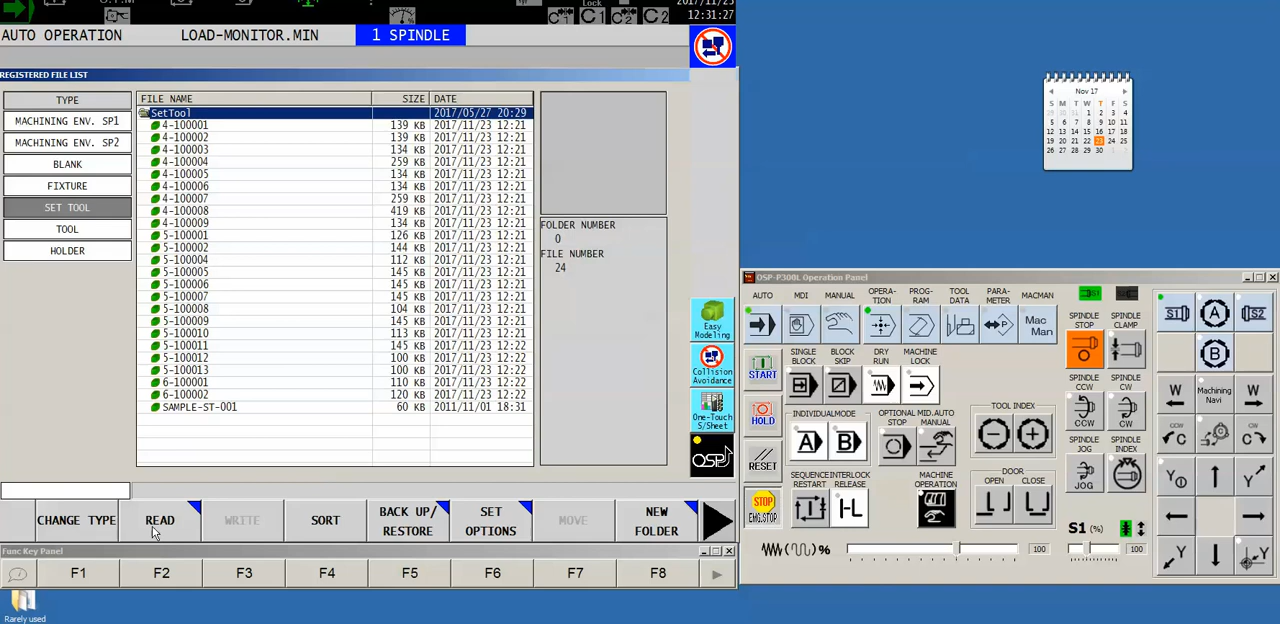 Lock
C1 C1 C2 C2
2017/11/23
12:31:27
AUTO OPERATION LOAD-MONITOR.MIN 1 SPINDLE
REGISTERED FILE LIST
TYPE
MACHINING ENV. SP1
MACHINING ENV. SP2
BLANK
FIXTURE
SET TOOL
TOOL
HOLDER
FILE NAME SIZE DATE
SetTool 2017/05/27 20:29
4-100001 139 KB 2017/11/23 12:21
4-100002 139 KB 2017/11/23 12:21
4-100003 134 KB 2017/11/23 12:21
4-100004 259 KB 2017/11/23 12:21
4-100005 134 KB 2017/11/23 12:21
4-100006 134 KB 2017/11/23 12:21
4-100007 259 KB 2017/11/23 12:21
4-100008 419 KB 2017/11/23 12:21
4-100009 134 KB 2017/11/23 12:21
5-100001 126 KB 2017/11/23 12:21
5-100002 144 KB 2017/11/23 12:21
5-100004 112 KB 2017/11/23 12:21
5-100005 145 KB 2017/11/23 12:21
5-100006 145 KB 2017/11/23 12:21
5-100007 145 KB 2017/11/23 12:21
5-100008 104 KB 2017/11/23 12:21
5-100009 145 KB 2017/11/23 12:21
5-100010 113 KB 2017/11/23 12:21
5-100011 145 KB 2017/11/23 12:22
5-100012 100 KB 2017/11/23 12:22
5-100013 100 KB 2017/11/23 12:22
6-100001 110 KB 2017/11/23 12:22
6-100002 120 KB 2017/11/23 12:22
SAMPLE-ST-001 60 KB 2011/11/01 18:31
FOLDER NUMBER
0
FILE NUMBER
24
Easy
Modeling
Collision
Avoidance
One-Touch
S/Sheet
OSP
CHANGE TYPE
READ
WRITE
SORT
BACK UP/
RESTORE
SET
OPTIONS
MOVE
NEW
FOLDER
Func Key Panel
F1 F2 F3 F4 F5 F6 F7 F8
Rarely used
Nov 17
S M T W T F S
29 30 31 1 2 3 4
5 6 7 8 9 10 11
12 13 14 15 16 17 18
19 20 21 22 23 24 25
26 27 28 29 30 1 2
OSP-P300L Operation Panel
AUTO
MDI
MANUAL
OPERA-
TION
PROG-
RAM
TOOL
DATA
PARA-
METER
MACMAN
Mac
Man
START
SINGLE
BLOCK
BLOCK
SKIP
DRY
RUN
MACHINE
LOCK
HOLD
INDIVIDUALMODE
A B
OPTIONAL
STOP
MID.AUTO
MANUAL
RESET
SEQUENCE
RESTART
INTERLOCK
RELEASE
MACHINE
OPERATION
STOP
EMG.STOP
% 100
TOOL INDEX
DOOR
OPEN CLOSE
S1
SPINDLE
STOP
SPINDLE
CLAMP
SPINDLE
CCW
SPINDLE
CW
SPINDLE
JOG
JOG
SPINDLE
INDEX
S1 (%)
100
S1 A S2
B
W
Machining
Navi
W
CCW
C
CW
C
Y
Y
Y
Y